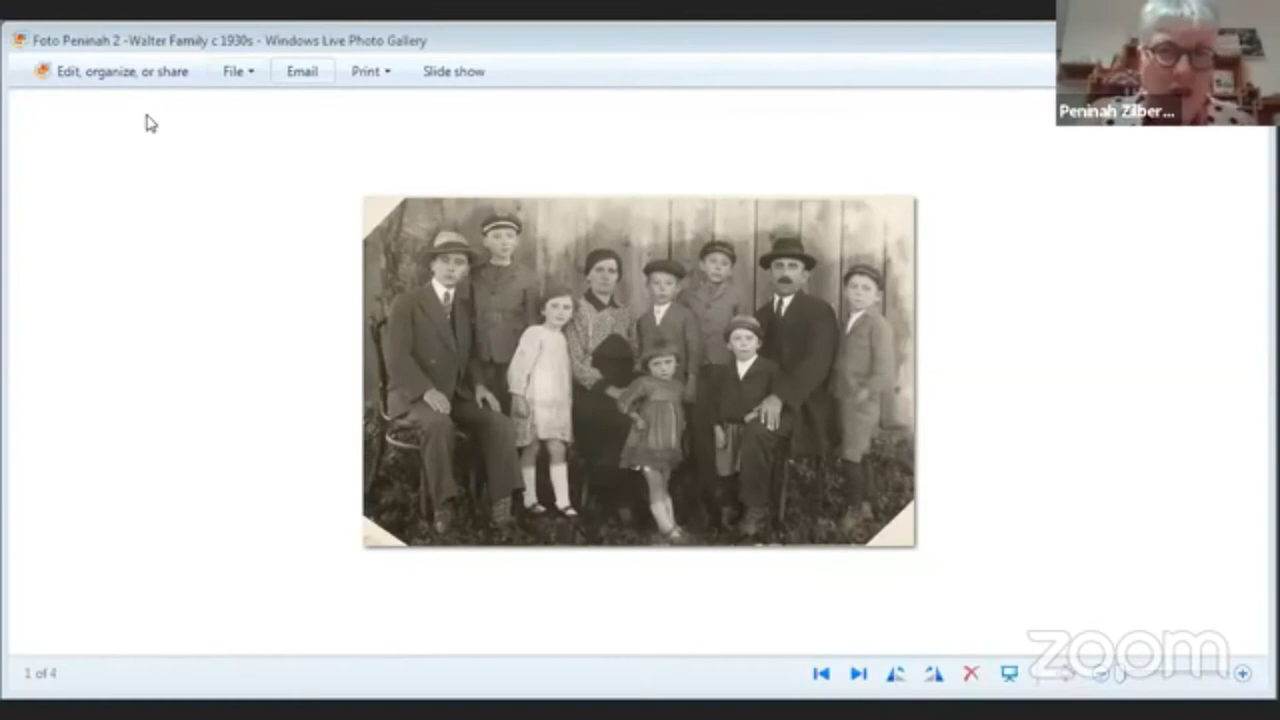 Foto Peninah 2 -Walter Family c 1930s - Windows Live Photo Gallery
Edit, organize, or share File Email Print Slide show
Peninah Zilber...
1 of 4
zoom